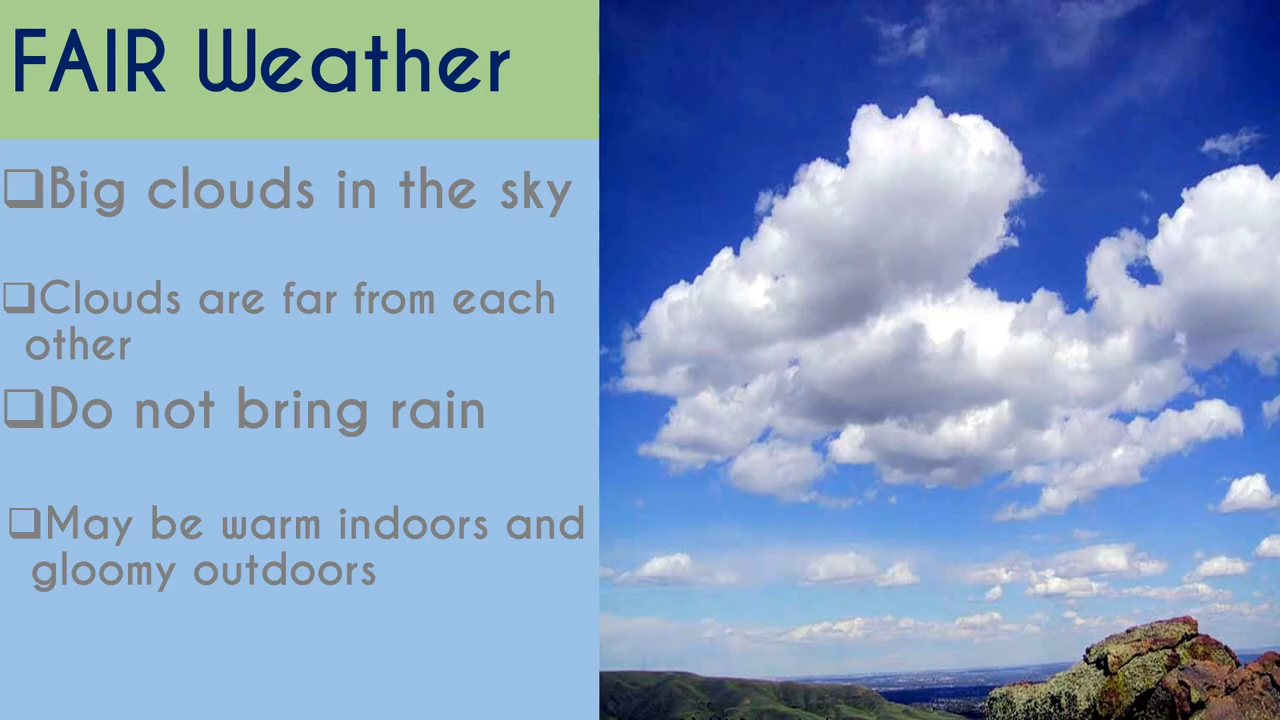 FAIR Weather
❑Big clouds in the sky
❑Clouds are far from each
other
❑Do not bring rain
❑May be warm indoors and
gloomy outdoors